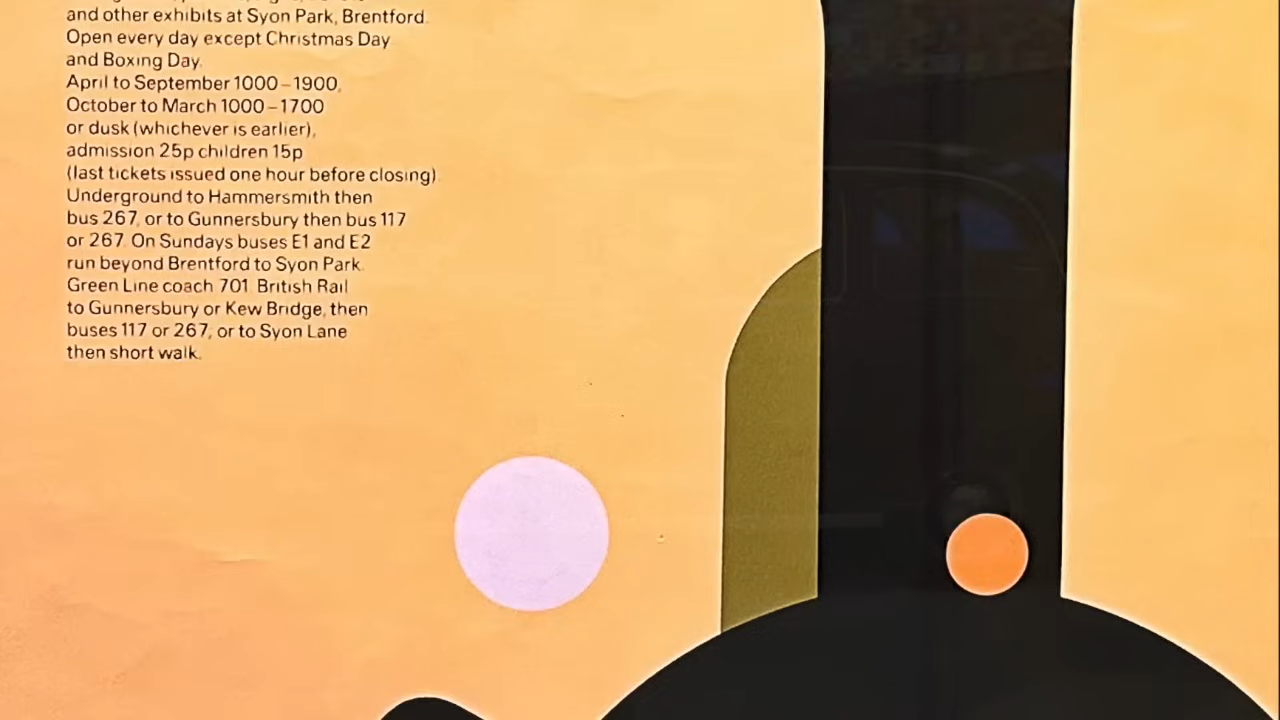 and other exhibits at Syon Park, Brentford.
Open every day except Christmas Day
and Boxing Day.
April to September 1000–1900,
October to March 1000–1700
or dusk (whichever is earlier),
admission 25p children 15p
(last tickets issued one hour before closing)
Underground to Hammersmith then
bus 267, or to Gunnersbury then bus 117
or 267. On Sundays buses E1 and E2
run beyond Brentford to Syon Park.
Green Line coach 701. British Rail
to Gunnersbury or Kew Bridge, then
buses 117 or 267, or to Syon Lane
then short walk.